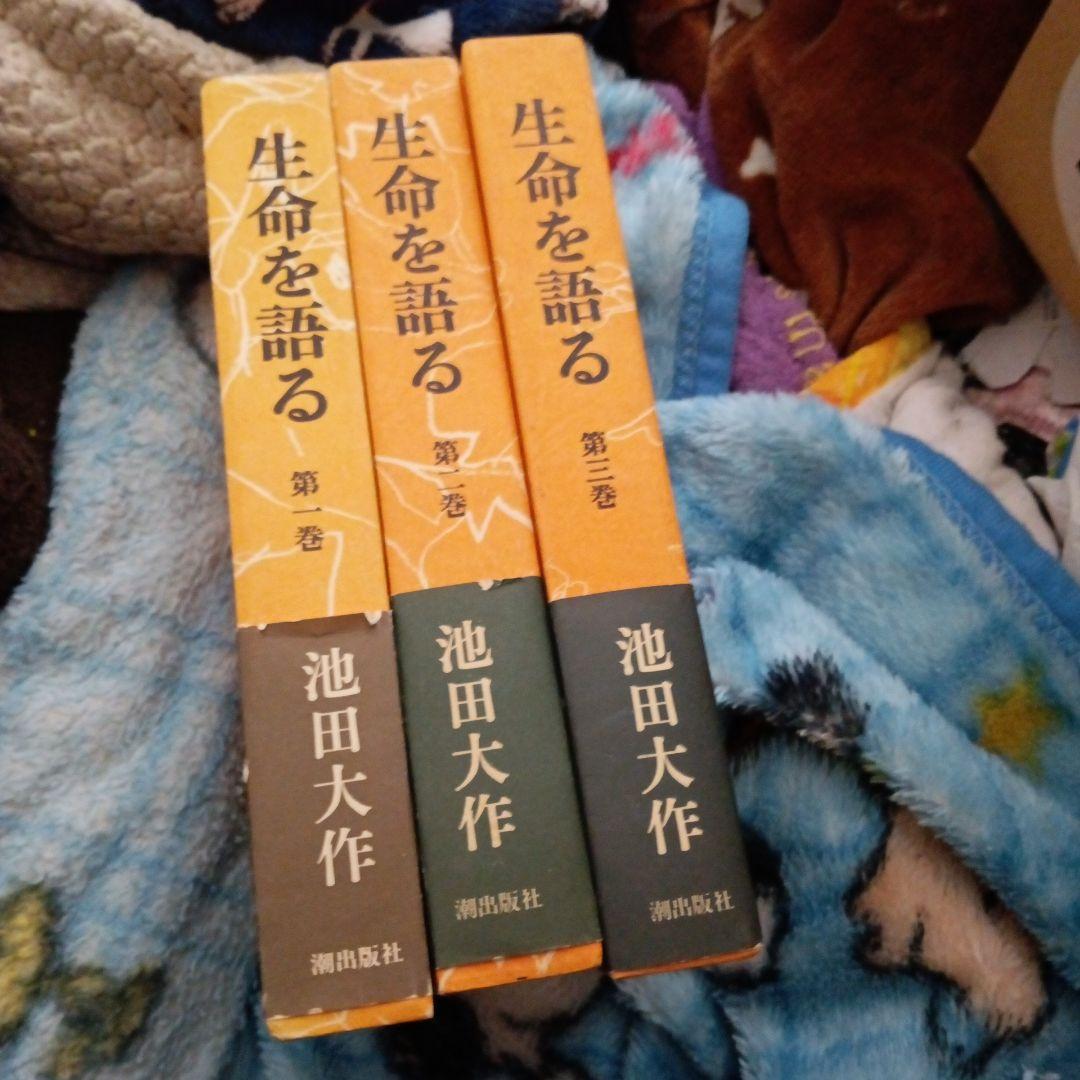 生命を語る
第一巻
池田大作
潮出版社
生命を語る
第二巻
池田大作
潮出版社
生命を語る
第三巻
池田大作
潮出版社